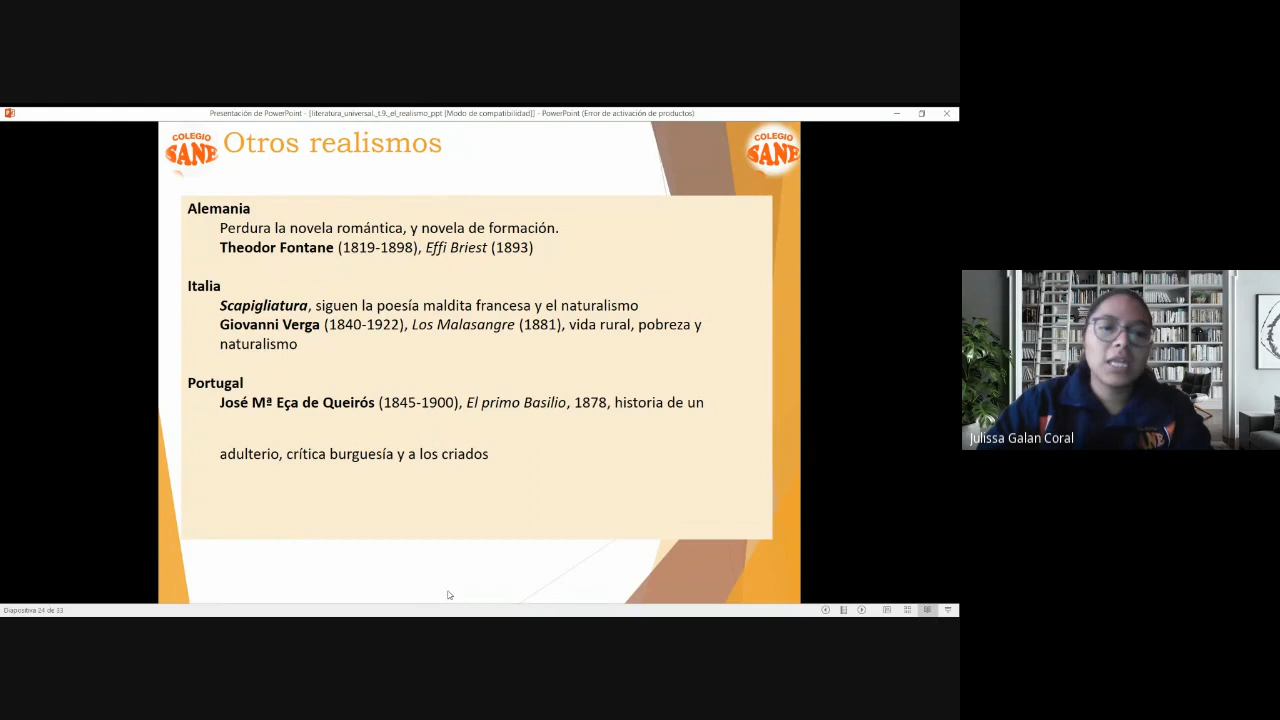 Presentación de PowerPoint - [literatura_universal._t.9._el_realismo_ppt [Modo de compatibilidad]] - PowerPoint (Error de activación de productos)
COLEGIO
SANE
Otros realismos
COLEGIO
SANE
Alemania
Perdura la novela romántica, y novela de formación.
Theodor Fontane (1819-1898), Effi Briest (1893)
Italia
Scapigliatura, siguen la poesía maldita francesa y el naturalismo
Giovanni Verga (1840-1922), Los Malasangre (1881), vida rural, pobreza y
naturalismo
Portugal
José Mª Eça de Queirós (1845-1900), El primo Basilio, 1878, historia de un
adulterio, crítica burguesía y a los criados
Julissa Galan Coral
Diapositiva 24 de 33